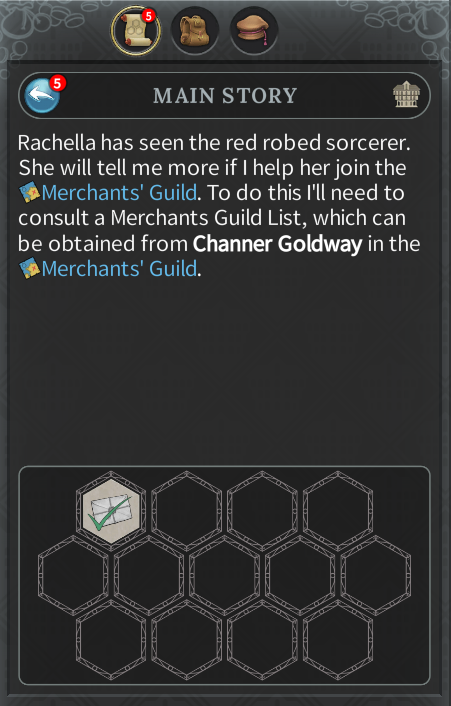 5
5
MAIN STORY
Rachella has seen the red robed sorcerer.
She will tell me more if I help her join the
Merchants' Guild. To do this I'll need to
consult a Merchants Guild List, which can
be obtained from Channer Goldway in the
Merchants' Guild.